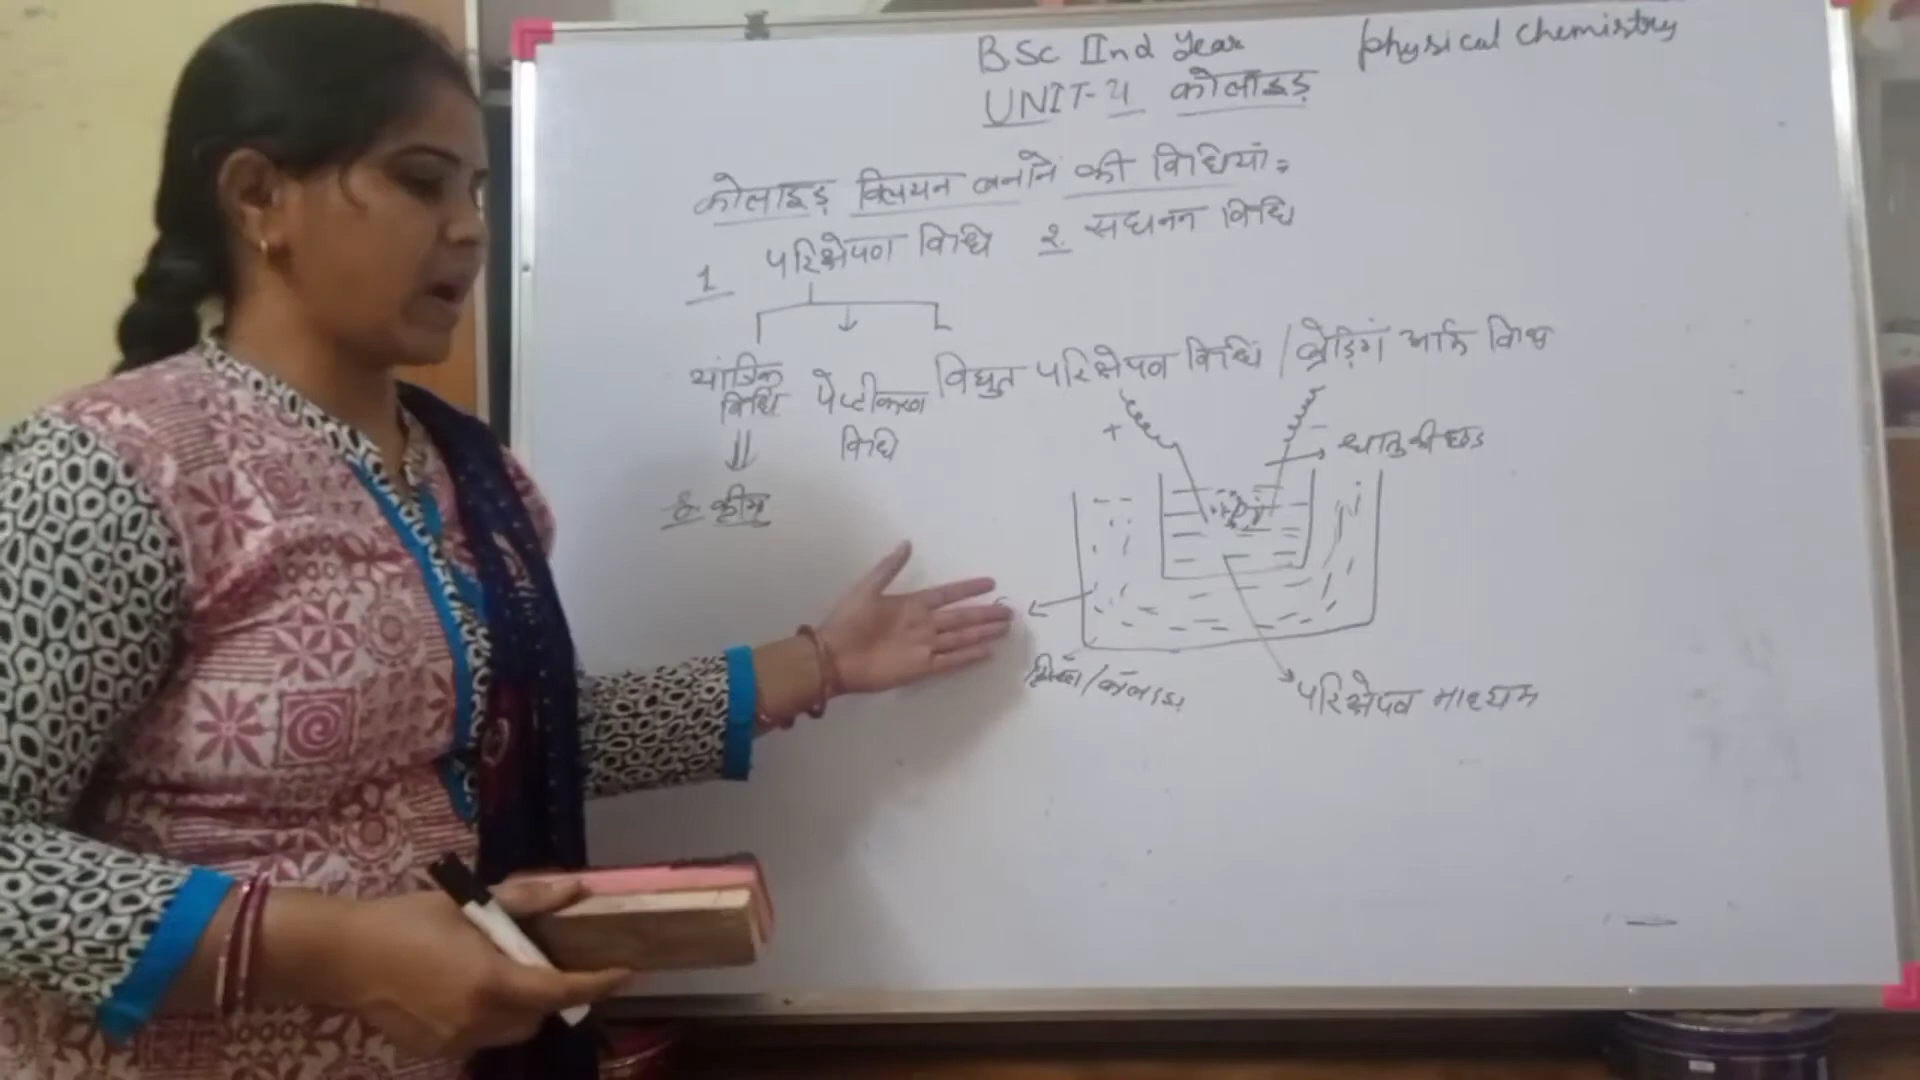 BSc IInd Year
physical chemistry
UNIT-4 कोलाइड
कोलाइड विलयन बनाने की विधियाँ:
1 परिक्षेपण विधि 2. संघनन विधि
यांत्रिक विधि
पेप्टीकरण विधि
विद्युत परिक्षेपण विधि / ब्रेडिंग आर्क विधि
+
-
धातु की छड
परिक्षेपण माध्यम